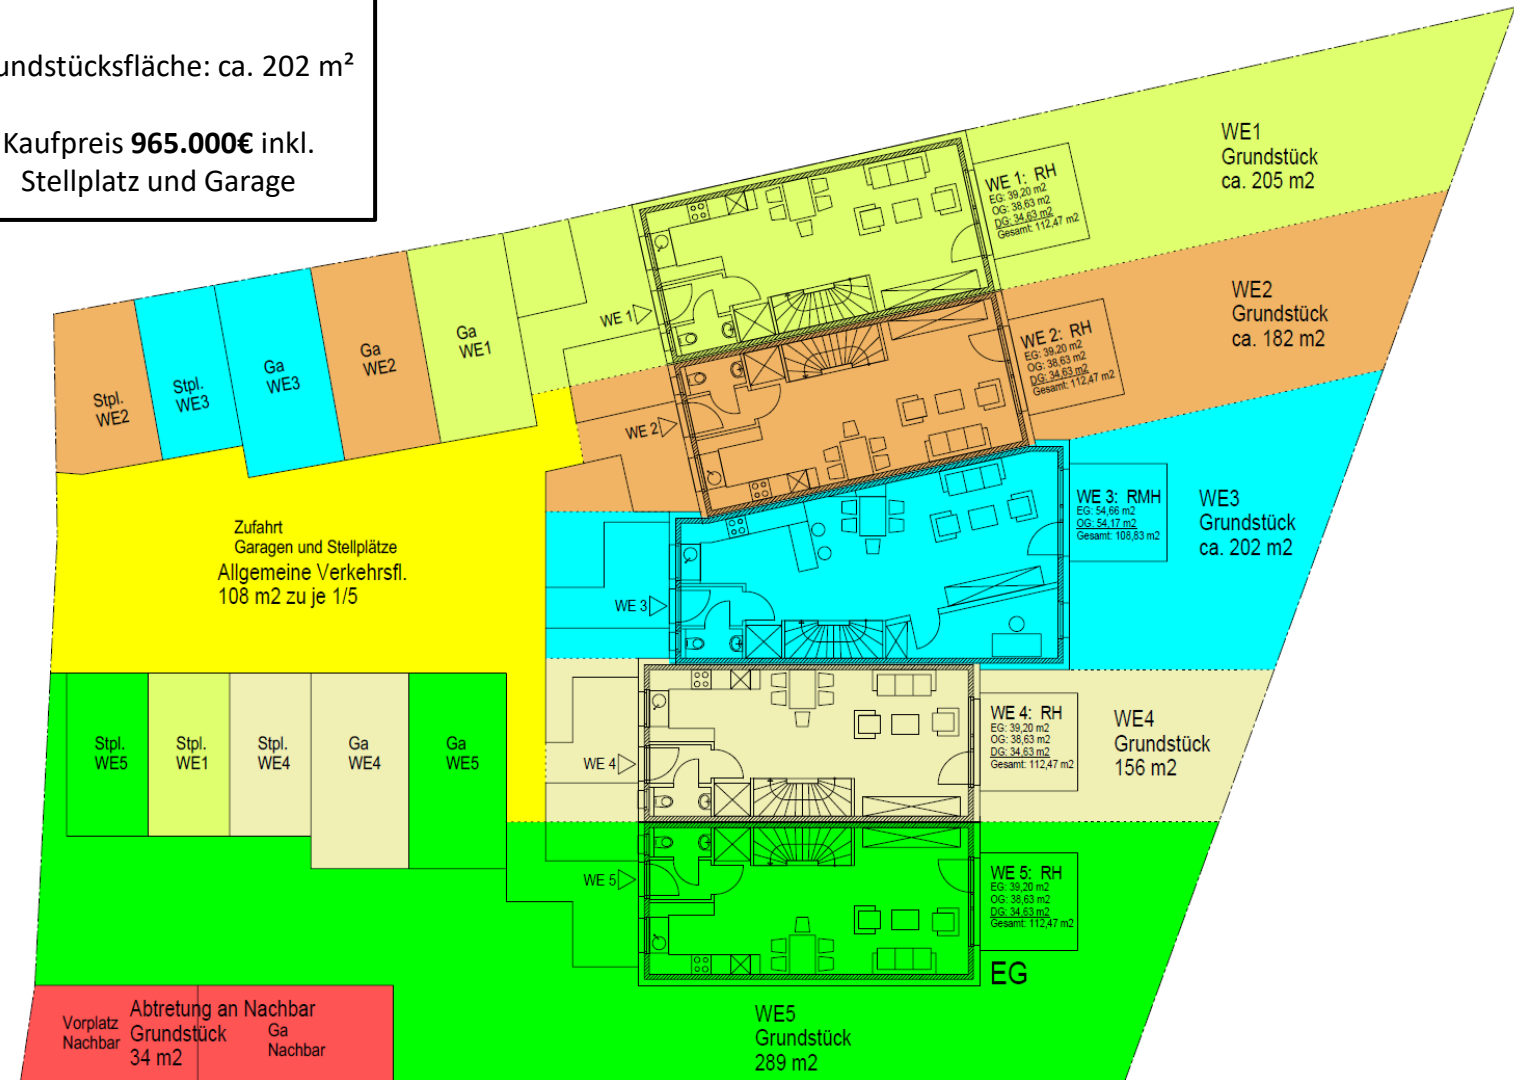 undstücksfläche: ca. 202 m²
Kaufpreis 965.000€ inkl.
Stellplatz und Garage
WE1
Grundstück
ca. 205 m2
WE 1: RH
EG: 39,20 m2
OG: 38,63 m2
DG: 34,63 m2
Gesamt: 112,47 m2
WE 1
WE2
Grundstück
ca. 182 m2
WE 2: RH
EG: 39,20 m2
OG: 38,63 m2
DG: 34,63 m2
Gesamt: 112,47 m2
WE 2
Stpl.
WE2
Stpl.
WE3
Ga
WE3
Ga
WE2
Ga
WE1
WE 3: RMH
EG: 54,66 m2
OG: 54,17 m2
Gesamt: 108,83 m2
WE3
Grundstück
ca. 202 m2
WE 3
Zufahrt
Garagen und Stellplätze
Allgemeine Verkehrsfl.
108 m2 zu je 1/5
Stpl.
WE5
Stpl.
WE1
Stpl.
WE4
Ga
WE4
Ga
WE5
WE 4
WE 4: RH
EG: 39,20 m2
OG: 38,63 m2
DG: 34,63 m2
Gesamt: 112,47 m2
WE4
Grundstück
156 m2
WE 5
WE 5: RH
EG: 39,20 m2
OG: 38,63 m2
DG: 34,63 m2
Gesamt: 112,47 m2
EG
WE5
Grundstück
289 m2
Vorplatz
Nachbar
Abtretung an Nachbar
Grundstück
34 m2
Ga
Nachbar